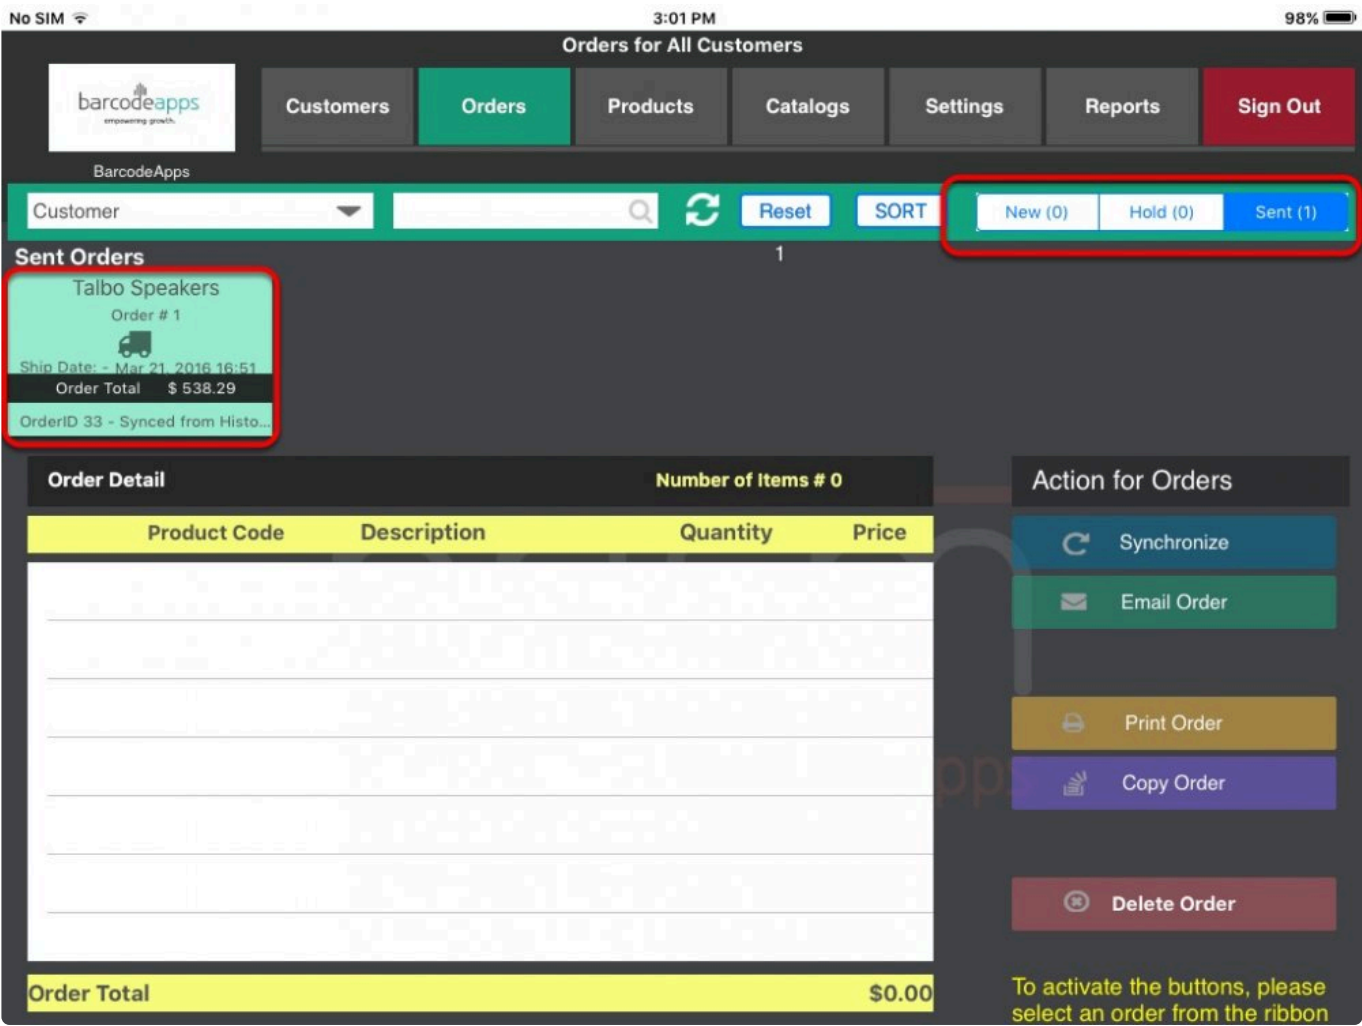 No SIM 3:01 PM 98%
Orders for All Customers
barcodeapps
empowering growth.
BarcodeApps
Customers Orders Products Catalogs Settings Reports Sign Out
Customer Reset SORT New (0) Hold (0) Sent (1)
Sent Orders 1
Talbo Speakers
Order # 1
Ship Date: - Mar 21, 2016 16:51
Order Total $ 538.29
OrderID 33 - Synced from Histo...
Order Detail Number of Items # 0
Product Code Description Quantity Price
Order Total $0.00
Action for Orders
Synchronize
Email Order
Print Order
Copy Order
Delete Order
To activate the buttons, please
select an order from the ribbon